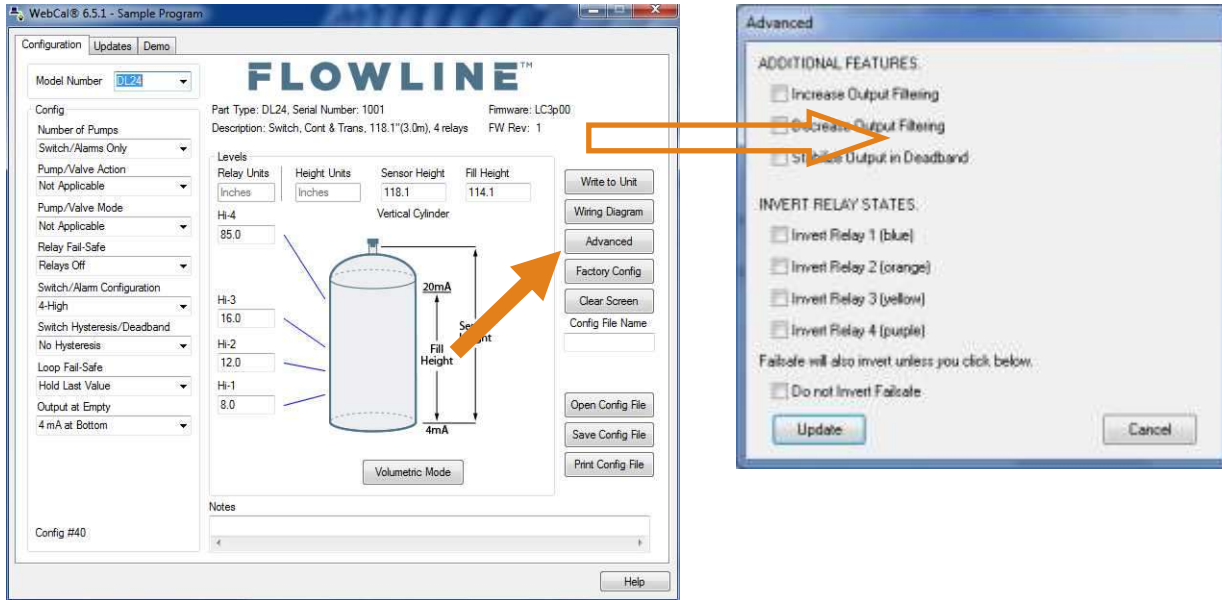 WebCal® 6.5.1 - Sample Program
Configuration Updates Demo
Model Number DL24
FLOWLINE™
Config
Number of Pumps
Switch/Alarms Only
Pump/Valve Action
Not Applicable
Pump/Valve Mode
Not Applicable
Relay Fail-Safe
Relays Off
Switch/Alarm Configuration
4-High
Switch Hysteresis/Deadband
No Hysteresis
Loop Fail-Safe
Hold Last Value
Output at Empty
4 mA at Bottom
Config #40
Part Type: DL24, Serial Number: 1001 Firmware: LC3p00
Description: Switch, Cont & Trans, 118.1"(3.0m), 4 relays FW Rev: 1
Levels
Relay Units Height Units Sensor Height Fill Height
Inches Inches 118.1 114.1
Hi-4 Vertical Cylinder
85.0
Hi-3
16.0
Hi-2
12.0
Hi-1
8.0
20mA
Fill
Height
4mA
Volumetric Mode
Write to Unit
Wiring Diagram
Advanced
Factory Config
Clear Screen
Config File Name
Open Config File
Save Config File
Print Config File
Notes
Help
Advanced
ADDITIONAL FEATURES.
Increase Output Filtering
Decrease Output Filtering
Stabilize Output in Deadband
INVERT RELAY STATES.
Invert Relay 1 (blue)
Invert Relay 2 (orange)
Invert Relay 3 (yellow)
Invert Relay 4 (purple)
Failsafe will also invert unless you click below.
Do not Invert Failsafe
Update Cancel